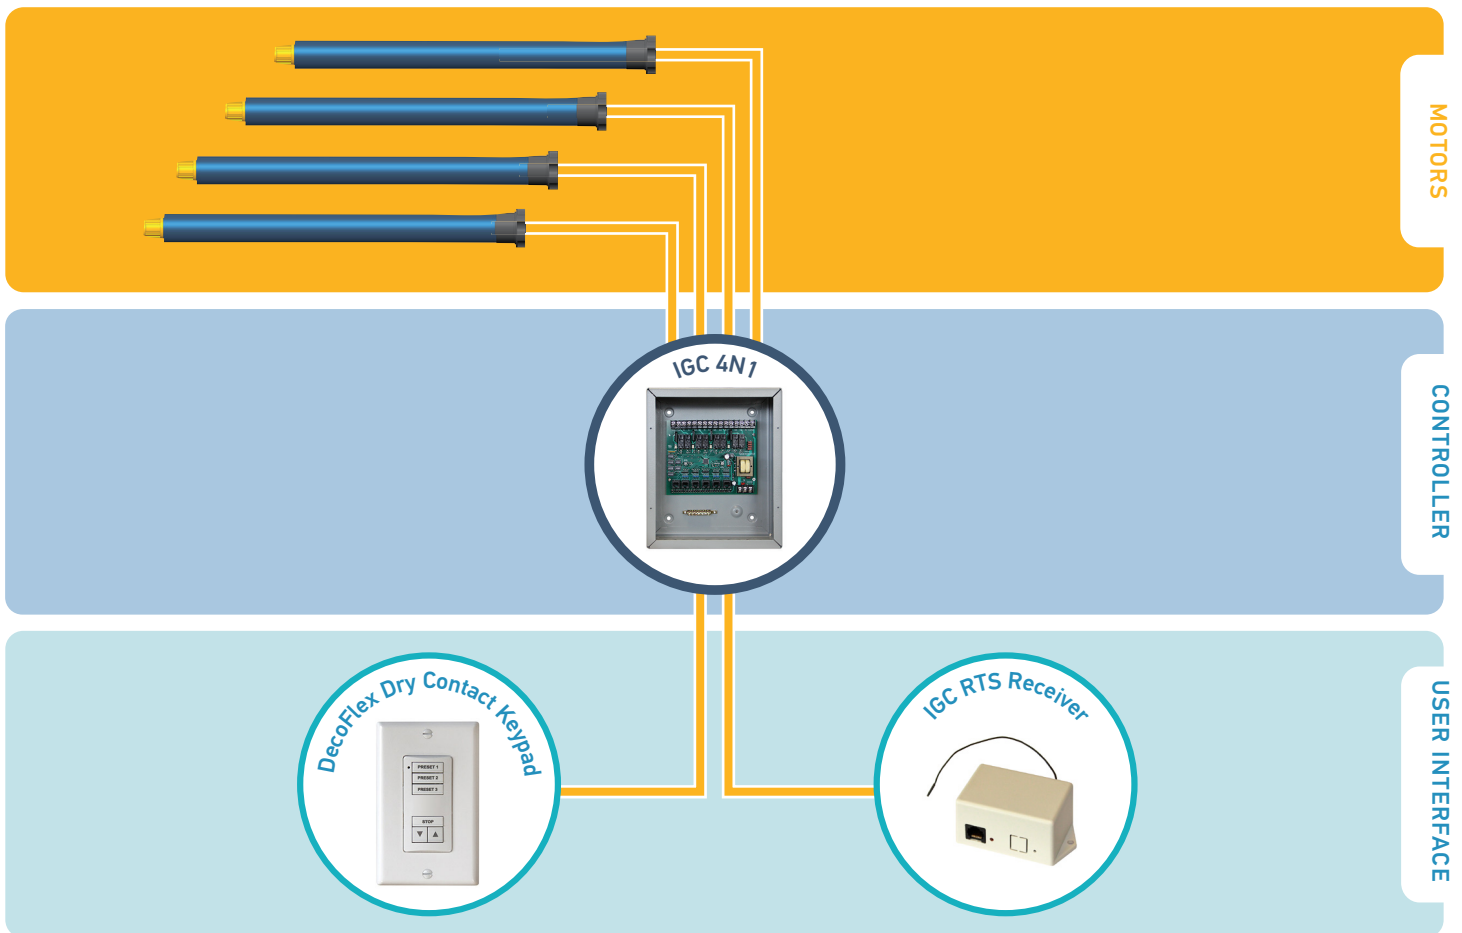 MOTORS
IGC 4N1
CONTROLLER
DecoFlex Dry Contact Keypad
PRESET 1
PRESET 2
PRESET 3
STOP
IGC RTS Receiver
USER INTERFACE